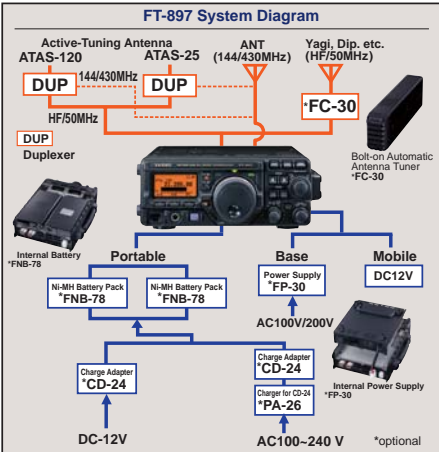 FT-897 System Diagram
Active-Tuning Antenna
ATAS-120
ATAS-25
ANT
(144/430MHz)
Yagi, Dip. etc.
(HF/50MHz)
144/430MHz
DUP
DUP
*FC-30
HF/50MHz
DUP
Duplexer
Bolt-on Automatic
Antenna Tuner
*FC-30
Internal Battery
*FNB-78
Portable
Base
Mobile
Ni-MH Battery Pack
*FNB-78
Ni-MH Battery Pack
*FNB-78
Power Supply
*FP-30
DC12V
AC100V/200V
Charge Adapter
*CD-24
Charge Adapter
*CD-24
Charger for CD-24
*PA-26
Internal Power Supply
*FP-30
DC-12V
AC100~240 V
*optional